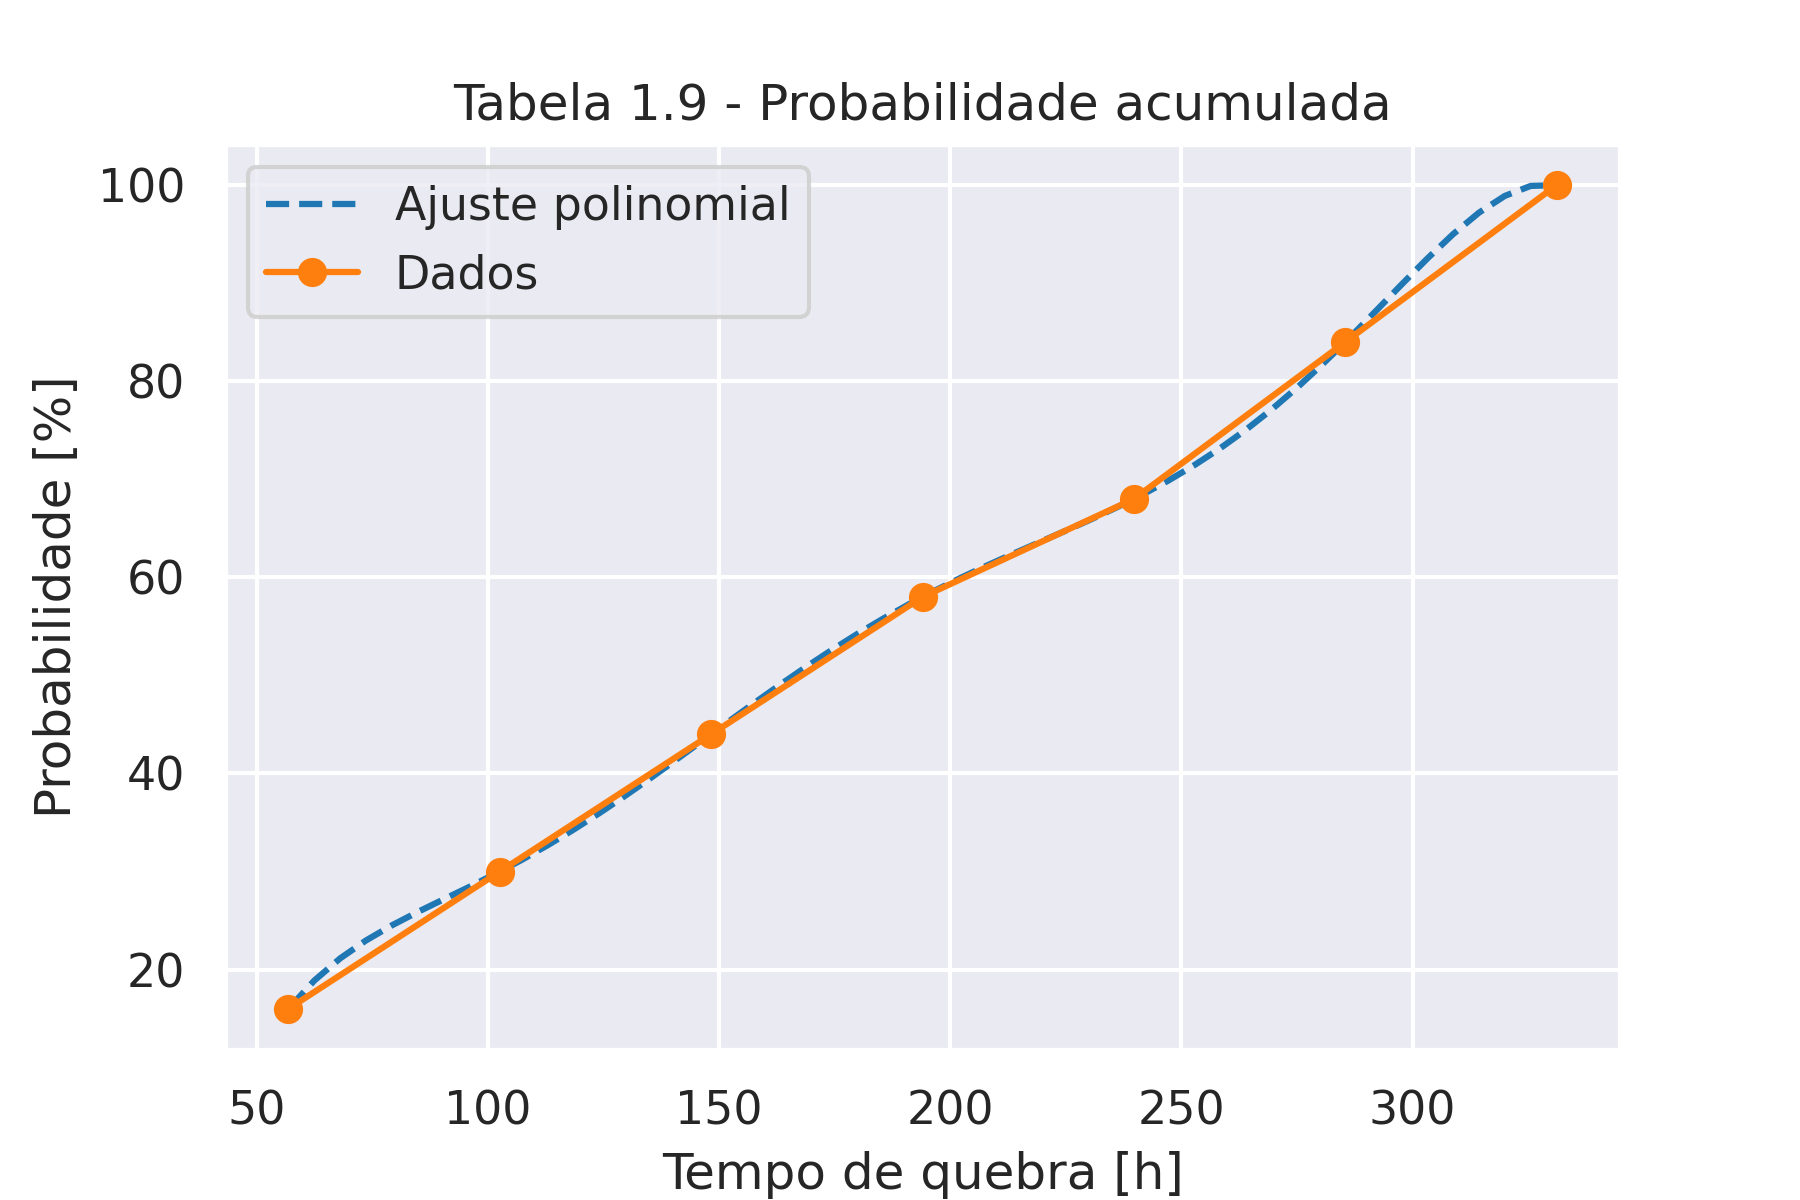 Tabela 1.9 - Probabilidade acumulada
Ajuste polinomial
Dados
Probabilidade [%]
100
80
60
40
20
50 100 150 200 250 300
Tempo de quebra [h]